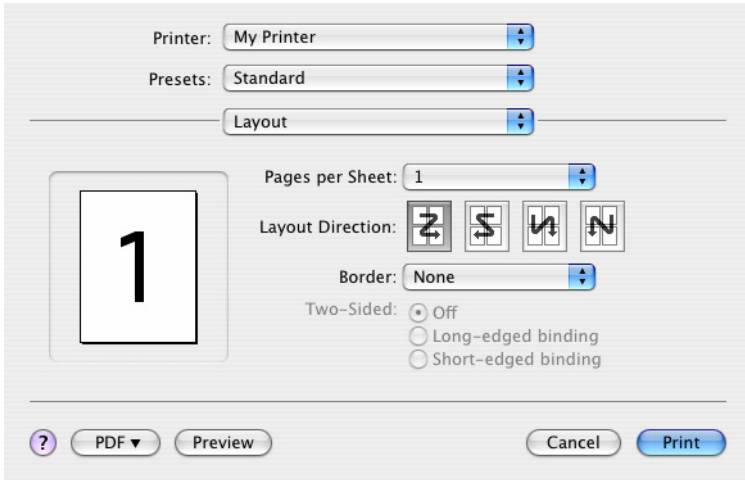 Printer: My Printer
Presets: Standard
Layout
Pages per Sheet: 1
Layout Direction:
Border: None
Two-Sided: Off
Long-edged binding
Short-edged binding
1
? PDF ▼ Preview Cancel Print